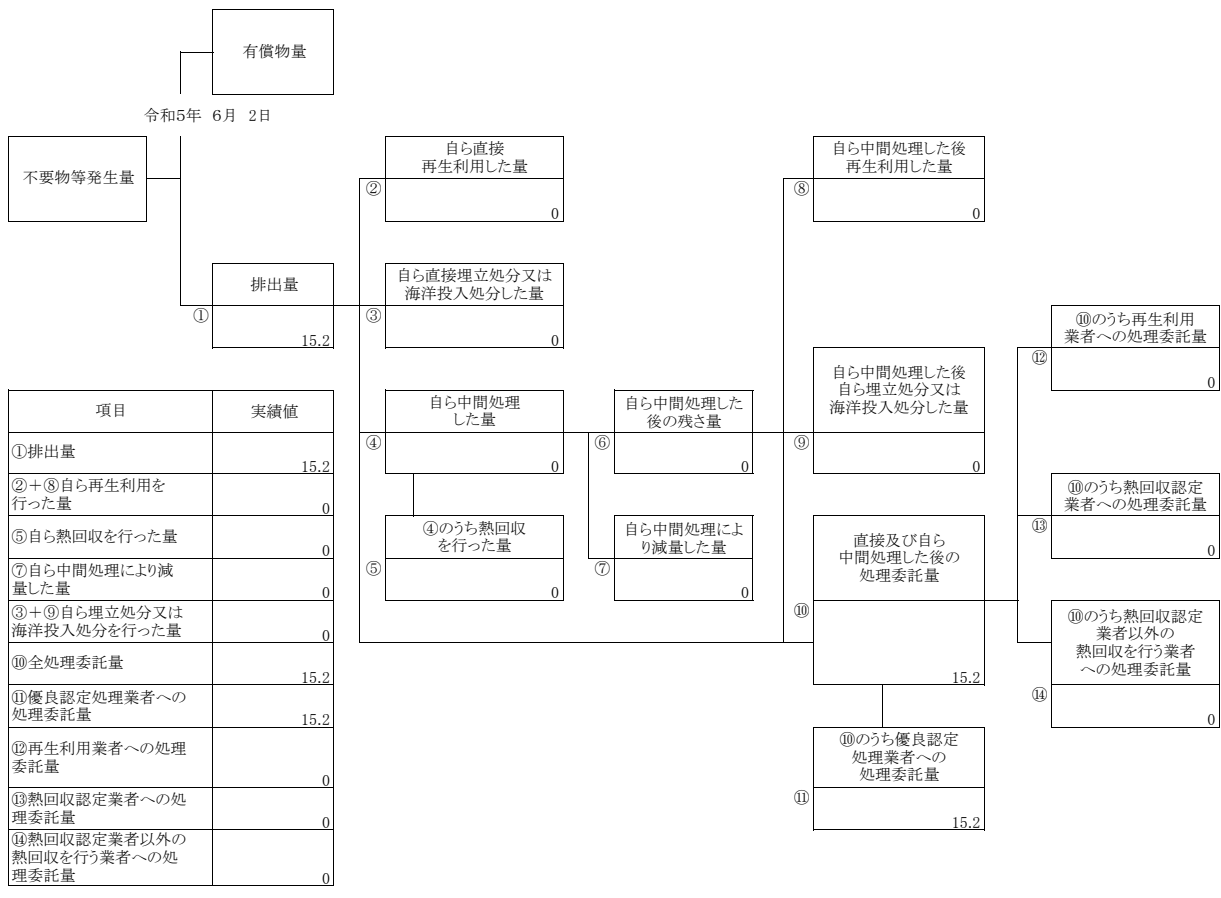 有償物量
令和5年 6月 2日
不要物等発生量
自ら直接
再生利用した量
②
0
自ら中間処理した後
再生利用した量
⑧
0
排出量
①
15.2
自ら直接埋立処分又は
海洋投入処分した量
③
0
⑩のうち再生利用
業者への処理委託量
⑫
0
自ら中間処理した後
自ら埋立処分又は
海洋投入処分した量
⑨
0
自ら中間処理
した量
④
0
自ら中間処理した
後の残さ量
⑥
0
④のうち熱回収
を行った量
⑤
0
自ら中間処理によ
り減量した量
⑦
0
直接及び自ら
中間処理した後の
処理委託量
⑩
15.2
⑩のうち熱回収認定
業者への処理委託量
⑬
0
⑩のうち熱回収認定
業者以外の
熱回収を行う業者
への処理委託量
⑭
0
⑩のうち優良認定
処理業者への
処理委託量
⑪
15.2
項目 実績値
①排出量
15.2
②+⑧自ら再生利用を
行った量
0
⑤自ら熱回収を行った量
0
⑦自ら中間処理により減
量した量
0
③+⑨自ら埋立処分又は
海洋投入処分を行った量
0
⑩全処理委託量
15.2
⑪優良認定処理業者への
処理委託量
15.2
⑫再生利用業者への処理
委託量
0
⑬熱回収認定業者への処
理委託量
0
⑭熱回収認定業者以外の
熱回収を行う業者への処
理委託量
0